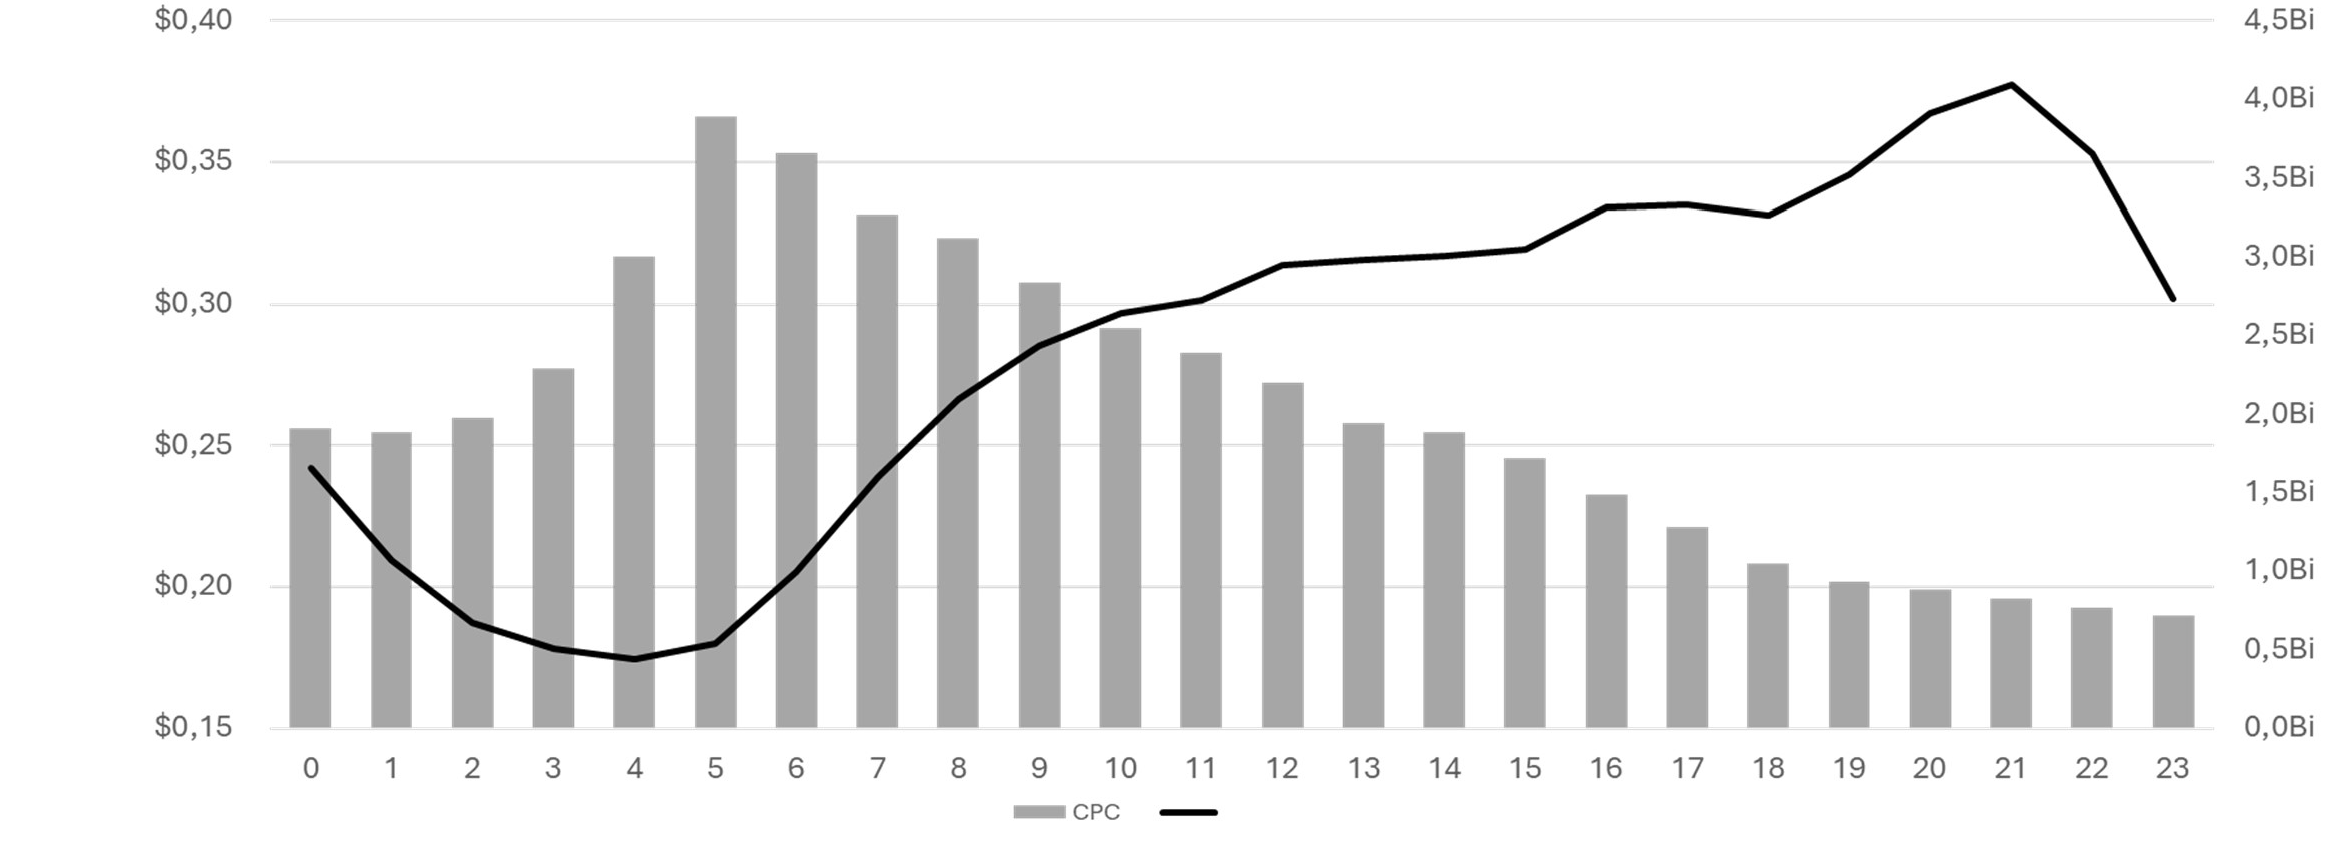 $0,40
$0,35
$0,30
$0,25
$0,20
$0,15
4,5Bi
4,0Bi
3,5Bi
3,0Bi
2,5Bi
2,0Bi
1,5Bi
1,0Bi
0,5Bi
0,0Bi
0 1 2 3 4 5 6 7 8 9 10 11 12 13 14 15 16 17 18 19 20 21 22 23
CPC